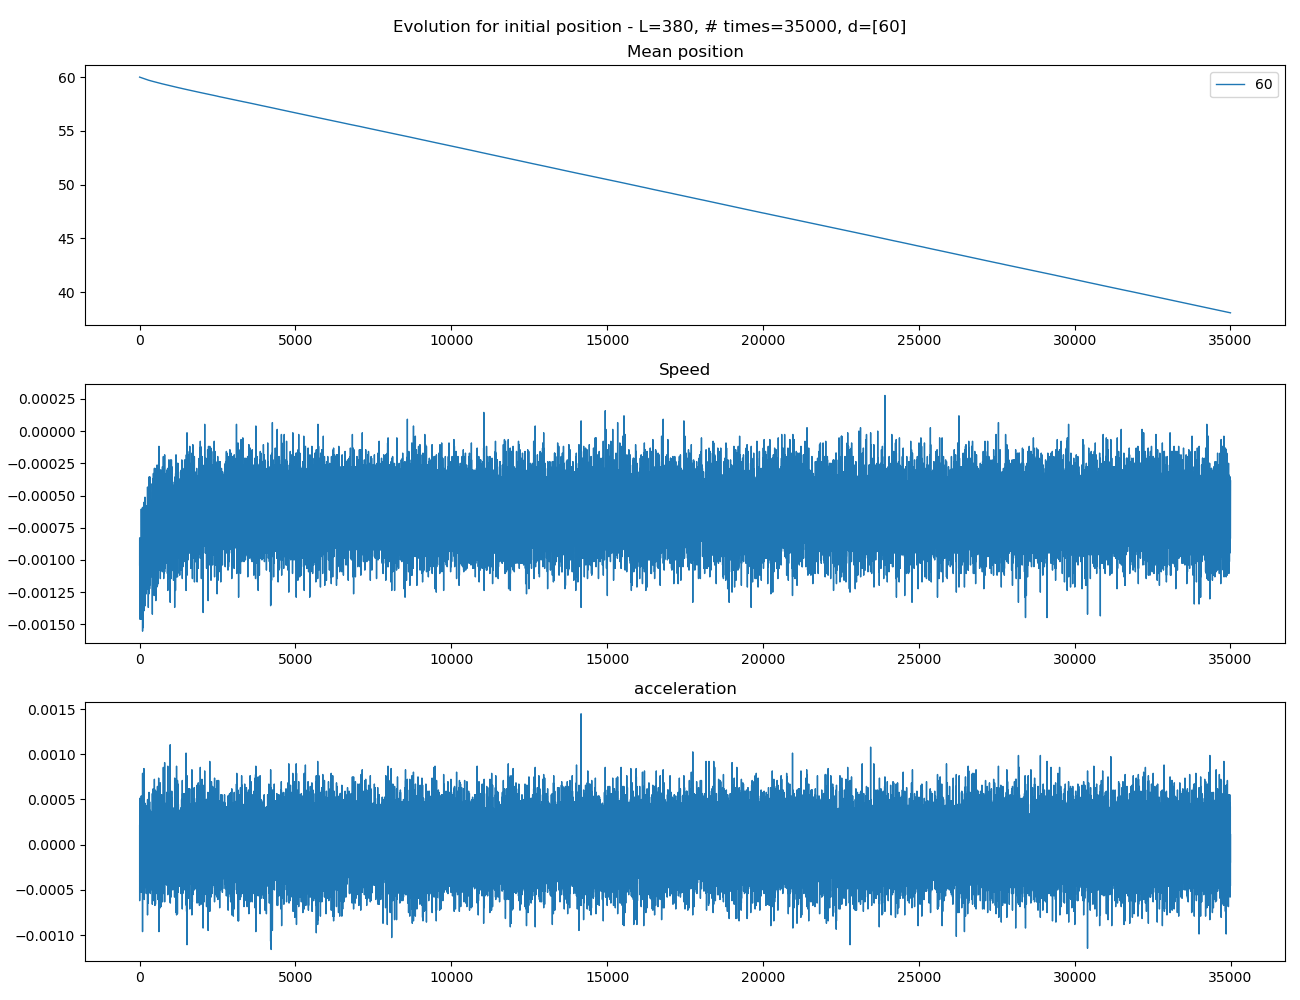 Evolution for initial position - L=380, # times=35000, d=[60]
Mean position
60
55
50
45
40
60
0 5000 10000 15000 20000 25000 30000 35000
Speed
0.00025
0.00000
−0.00025
−0.00050
−0.00075
−0.00100
−0.00125
−0.00150
0 5000 10000 15000 20000 25000 30000 35000
acceleration
0.0015
0.0010
0.0005
0.0000
−0.0005
−0.0010
0 5000 10000 15000 20000 25000 30000 35000